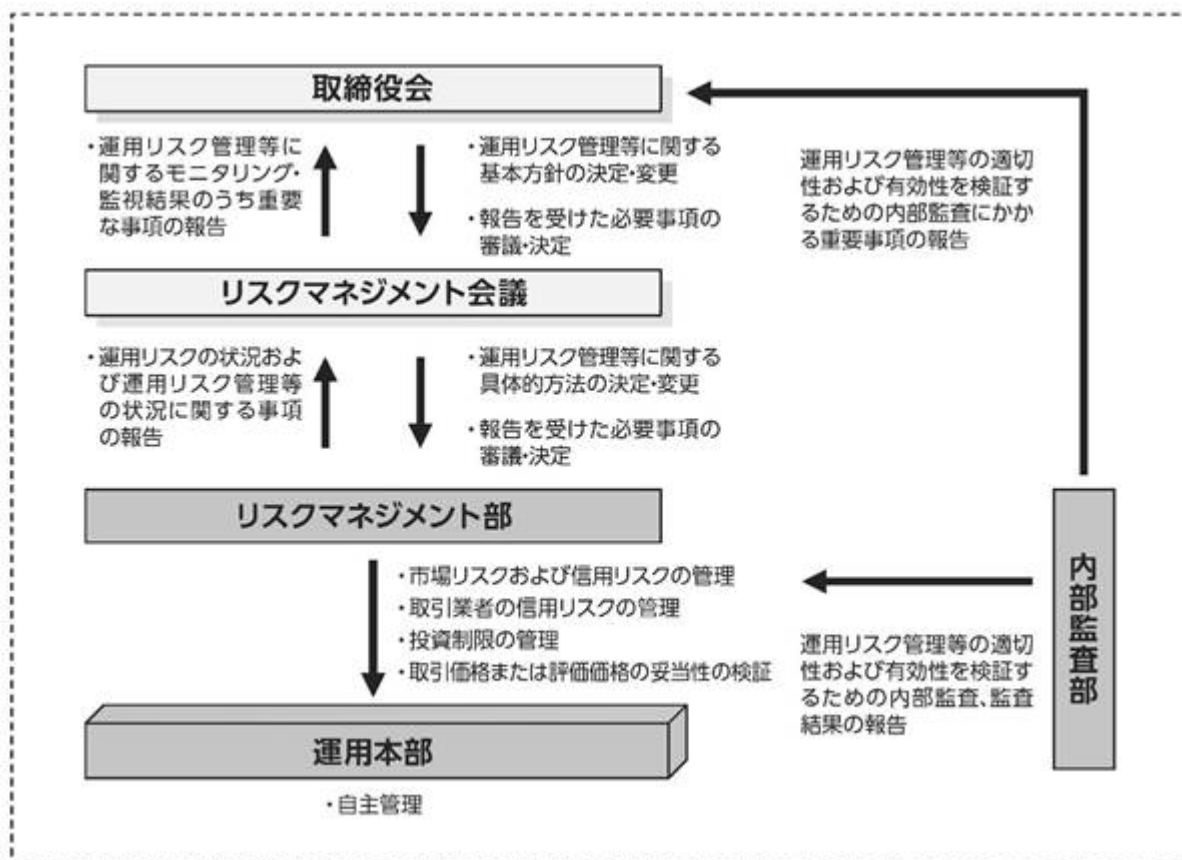 取締役会
・運用リスク管理等に
関するモニタリング・
監視結果のうち重要
な事項の報告
・運用リスク管理等に関する
基本方針の決定・変更
・報告を受けた必要事項の
審議・決定
運用リスク管理等の適切
性および有効性を検証す
るための内部監査にかか
る重要事項の報告
リスクマネジメント会議
・運用リスクの状況およ
び運用リスク管理等
の状況に関する事項
の報告
・運用リスク管理等に関する
具体的方法の決定・変更
・報告を受けた必要事項の
審議・決定
リスクマネジメント部
・市場リスクおよび信用リスクの管理
・取引業者の信用リスクの管理
・投資制限の管理
・取引価格または評価価格の妥当性の検証
運用リスク管理等の適切
性および有効性を検証す
るための内部監査、監査
結果の報告
内部監査部
運用本部
・自主管理